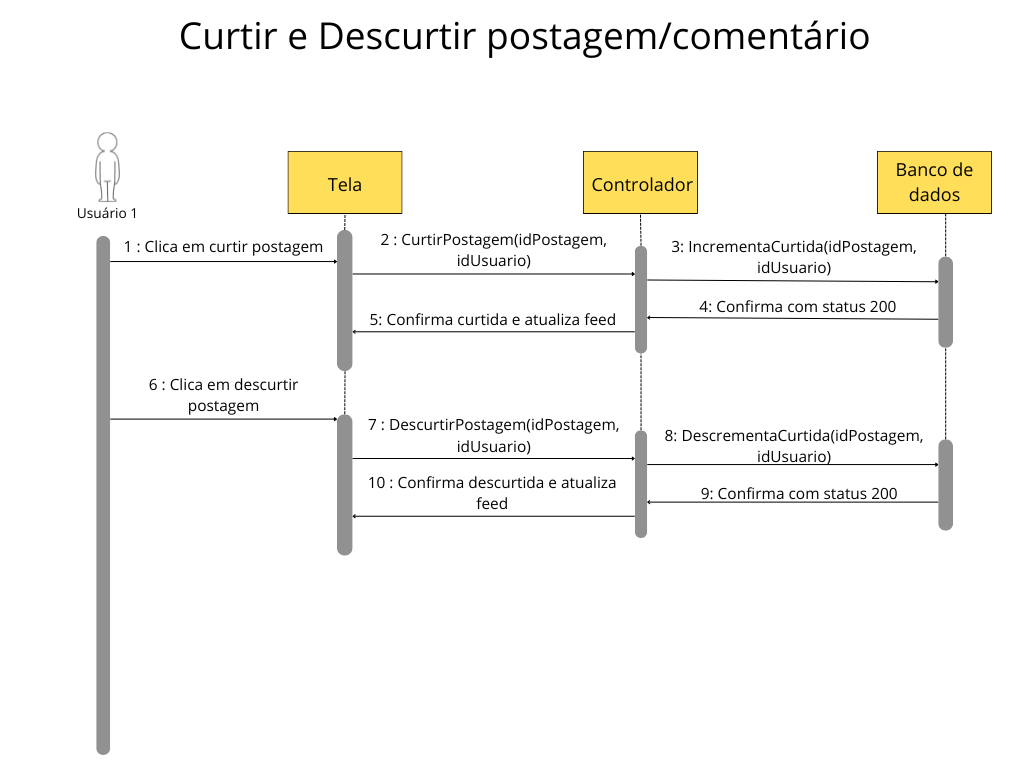 Curtir e Descurtir postagem/comentário
Usuário 1
Tela
Controlador
Banco de
dados
1 : Clica em curtir postagem
2 : CurtirPostagem(idPostagem,
idUsuario)
3: IncrementaCurtida(idPostagem,
idUsuario)
4: Confirma com status 200
5: Confirma curtida e atualiza feed
6 : Clica em descurtir
postagem
7 : DescurtirPostagem(idPostagem,
idUsuario)
8: DescrementaCurtida(idPostagem,
idUsuario)
9: Confirma com status 200
10 : Confirma descurtida e atualiza
feed